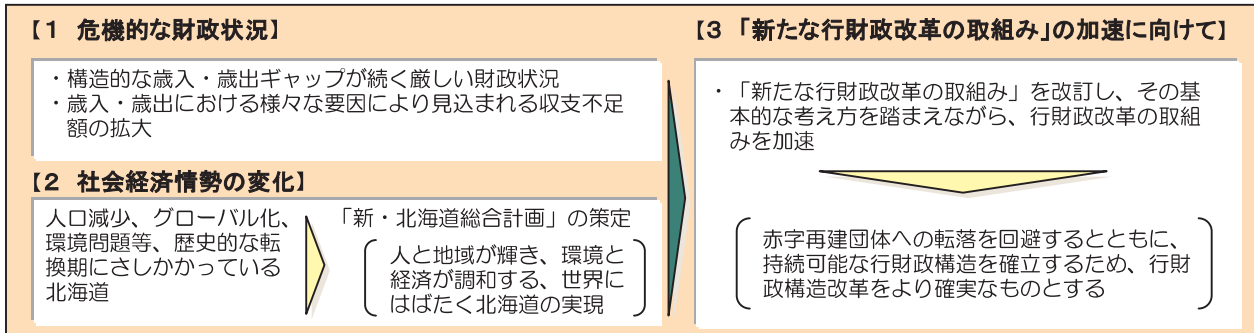 【1 危機的な財政状況】
・構造的な歳入・歳出ギャップが続く厳しい財政状況
・歳入・歳出における様々な要因により見込まれる収支不足
額の拡大
【2 社会経済情勢の変化】
人口減少、グローバル化、
環境問題等、歴史的な転
換期にさしかかっている
北海道
「新・北海道総合計画」の策定
人と地域が輝き、環境と
経済が調和する、世界に
はばたく北海道の実現
【3 「新たな行財政改革の取組み」の加速に向けて】
・「新たな行財政改革の取組み」を改訂し、その基
本的な考え方を踏まえながら、行財政改革の取組
みを加速
赤字再建団体への転落を回避するとともに、
持続可能な行財政構造を確立するため、行財
政構造改革をより確実なものとする